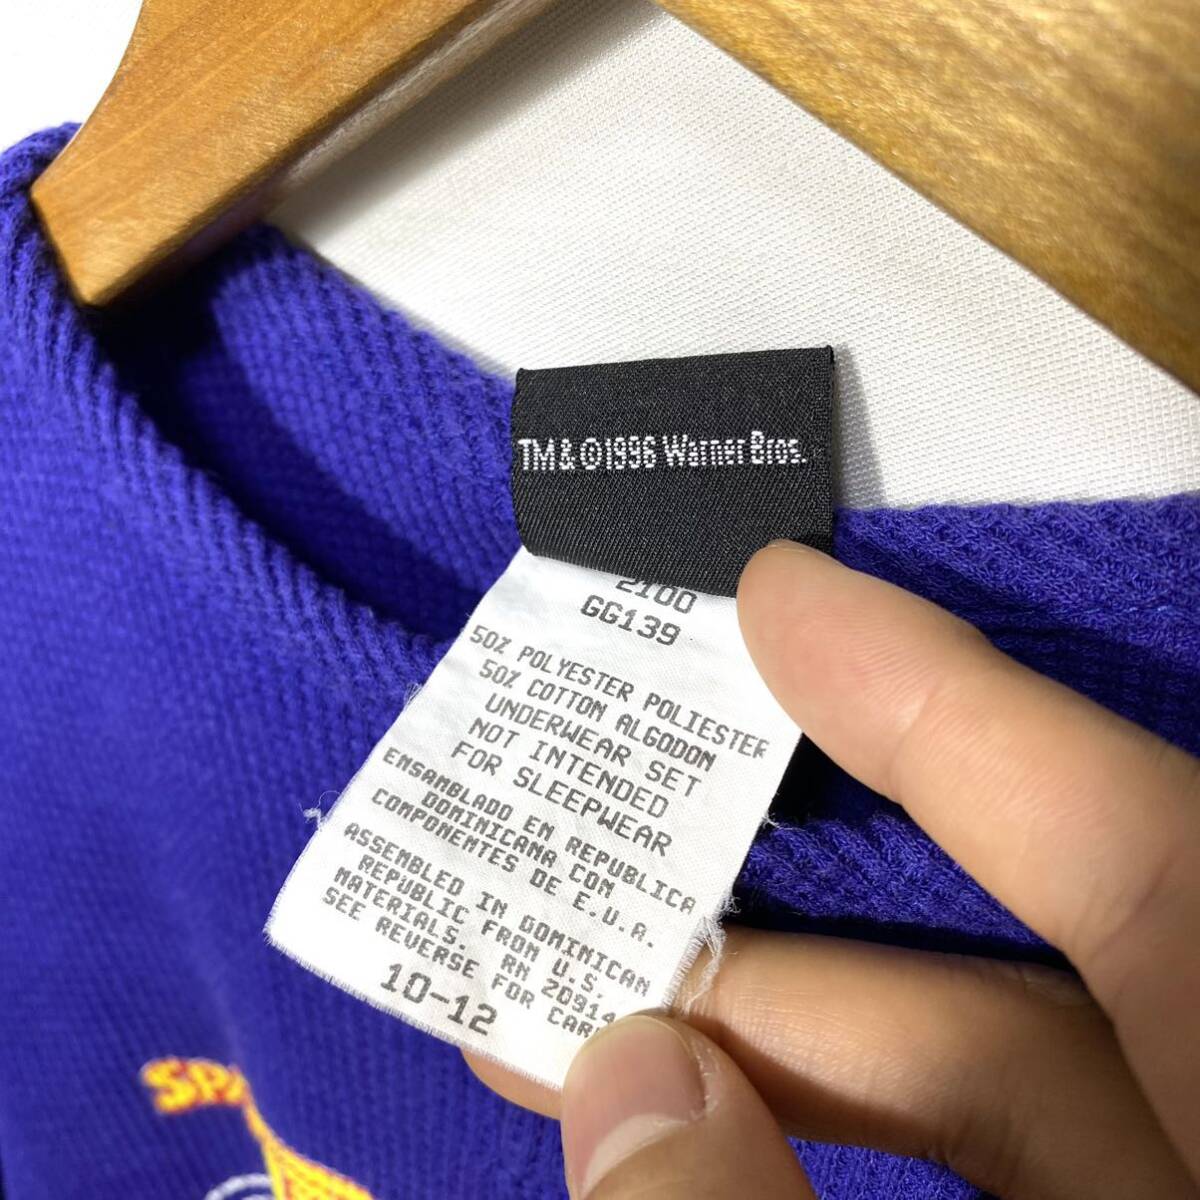 TM & ©1996 Warner Bros.
2100
GG139
50% POLYESTER POLIESTER
50% COTTON ALGODON
UNDERWEAR SET
NOT INTENDED
FOR SLEEPWEAR
ENSAMBLADO EN REPUBLICA
DOMINICANA CON
COMPONENTES DE E.U.A.
ASSEMBLED IN DOMINICAN
REPUBLIC FROM U.S.
MATERIALS. RN 20914
SEE REVERSE FOR CARE
10-12
SPA